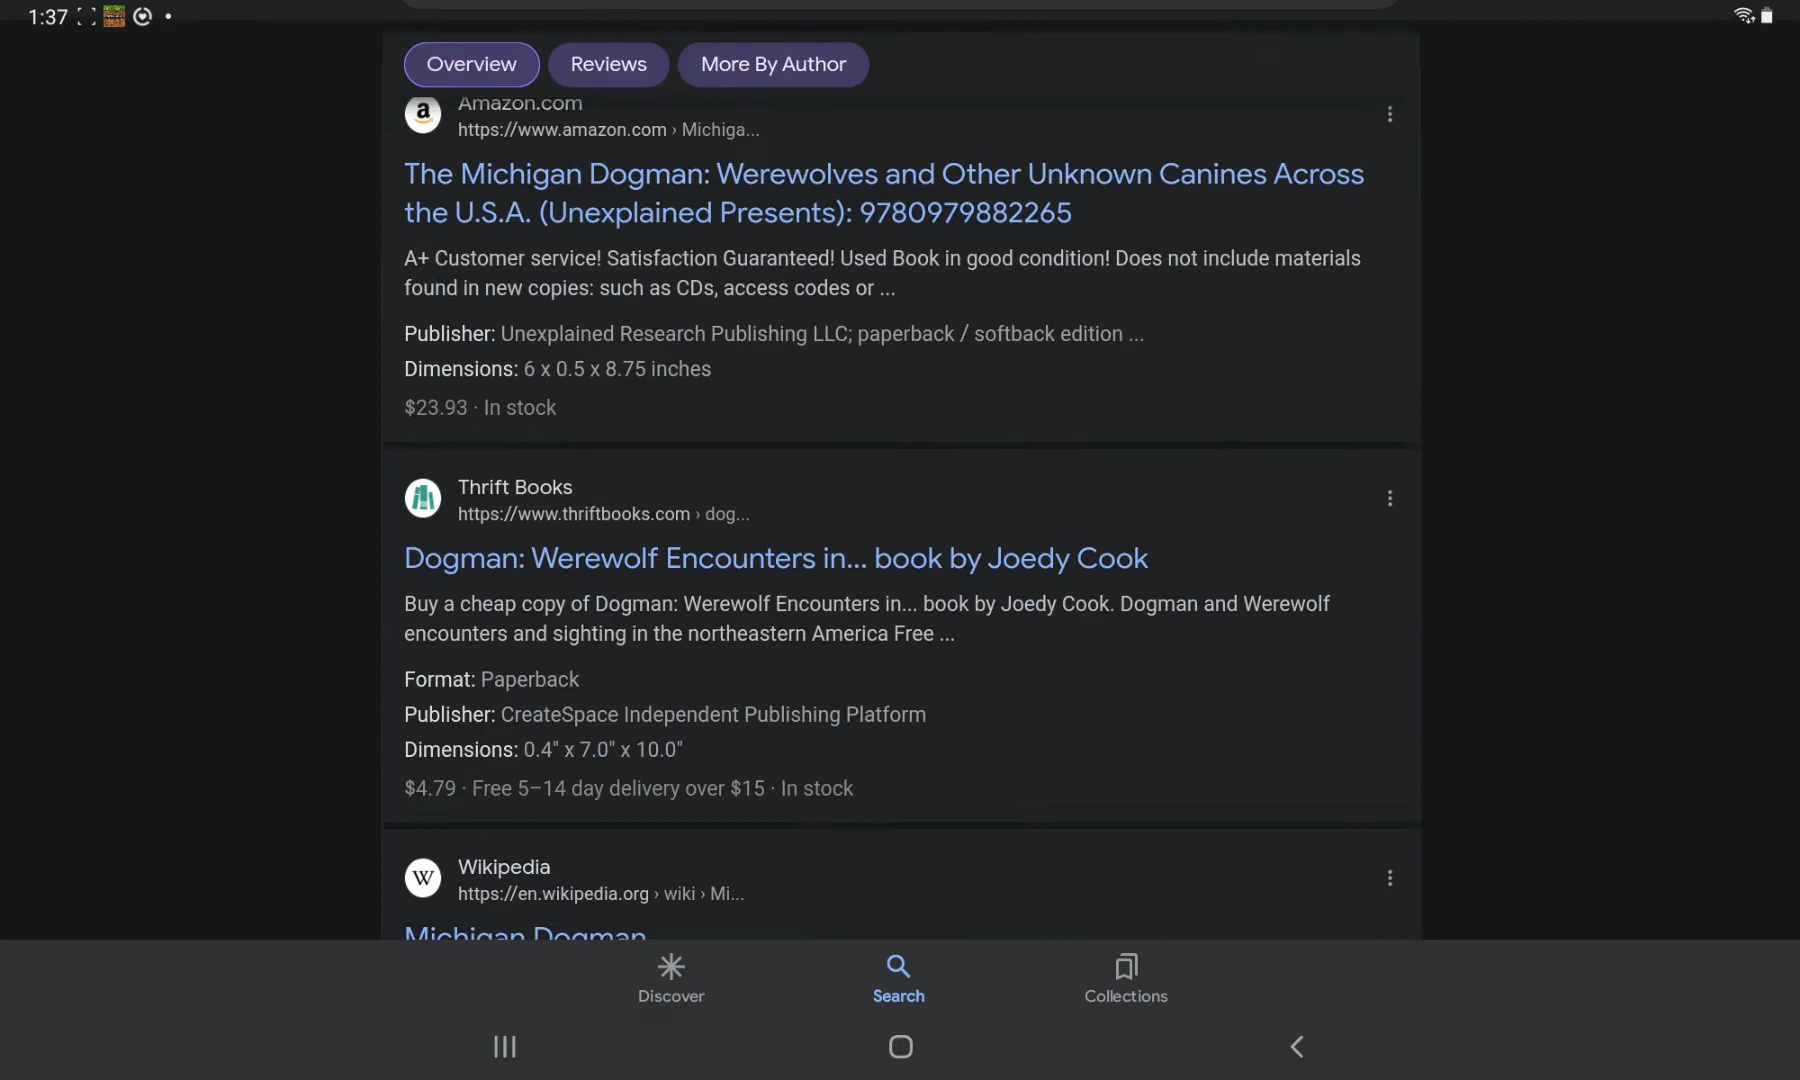 1:37
Overview Reviews More By Author
Amazon.com
https://www.amazon.com › Michiga...
The Michigan Dogman: Werewolves and Other Unknown Canines Across
the U.S.A. (Unexplained Presents): 9780979882265
A+ Customer service! Satisfaction Guaranteed! Used Book in good condition! Does not include materials
found in new copies: such as CDs, access codes or ...
Publisher: Unexplained Research Publishing LLC; paperback / softback edition ...
Dimensions: 6 x 0.5 x 8.75 inches
$23.93 · In stock
Thrift Books
https://www.thriftbooks.com › dog...
Dogman: Werewolf Encounters in... book by Joedy Cook
Buy a cheap copy of Dogman: Werewolf Encounters in... book by Joedy Cook. Dogman and Werewolf
encounters and sighting in the northeastern America Free ...
Format: Paperback
Publisher: CreateSpace Independent Publishing Platform
Dimensions: 0.4" x 7.0" x 10.0"
$4.79 · Free 5–14 day delivery over $15 · In stock
Wikipedia
https://en.wikipedia.org › wiki › Mi...
Michigan Dogman
Discover Search Collections